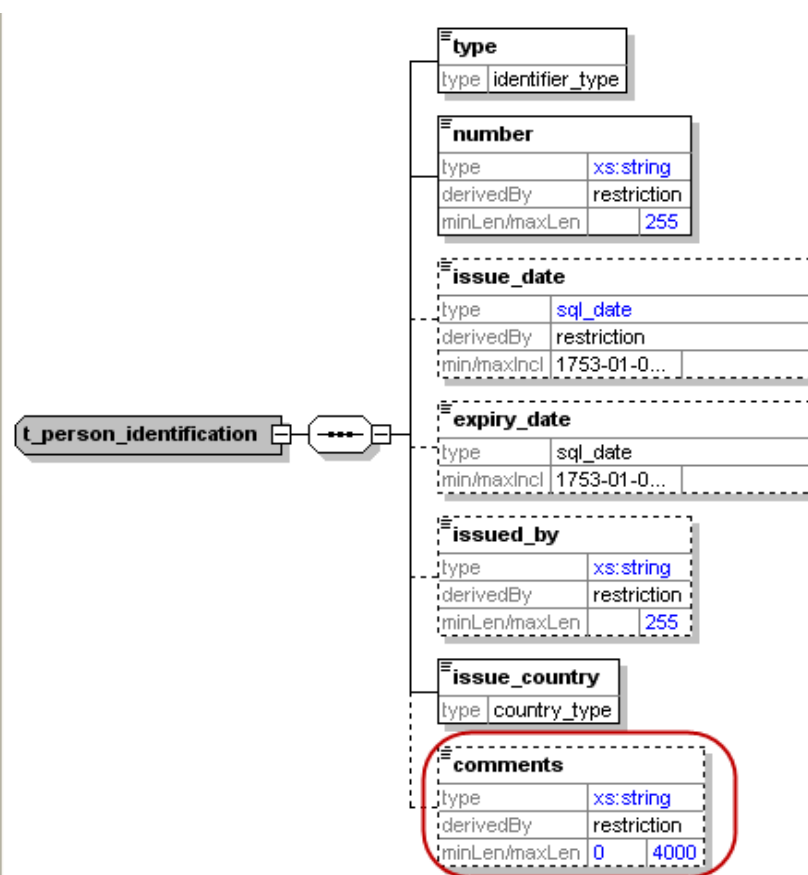 type
type identifier_type
number
type xs:string
derivedBy restriction
minLen/maxLen 255
issue_date
type sql_date
derivedBy restriction
min/maxIncl 1753-01-0...
t_person_identification
expiry_date
type sql_date
min/maxIncl 1753-01-0...
issued_by
type xs:string
derivedBy restriction
minLen/maxLen 255
issue_country
type country_type
comments
type xs:string
derivedBy restriction
minLen/maxLen 0 4000